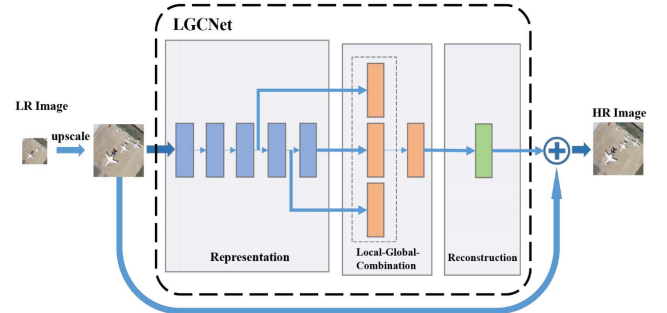 LGCNet
LR Image
upscale
HR Image
Representation
Local-Global-
Combination
Reconstruction